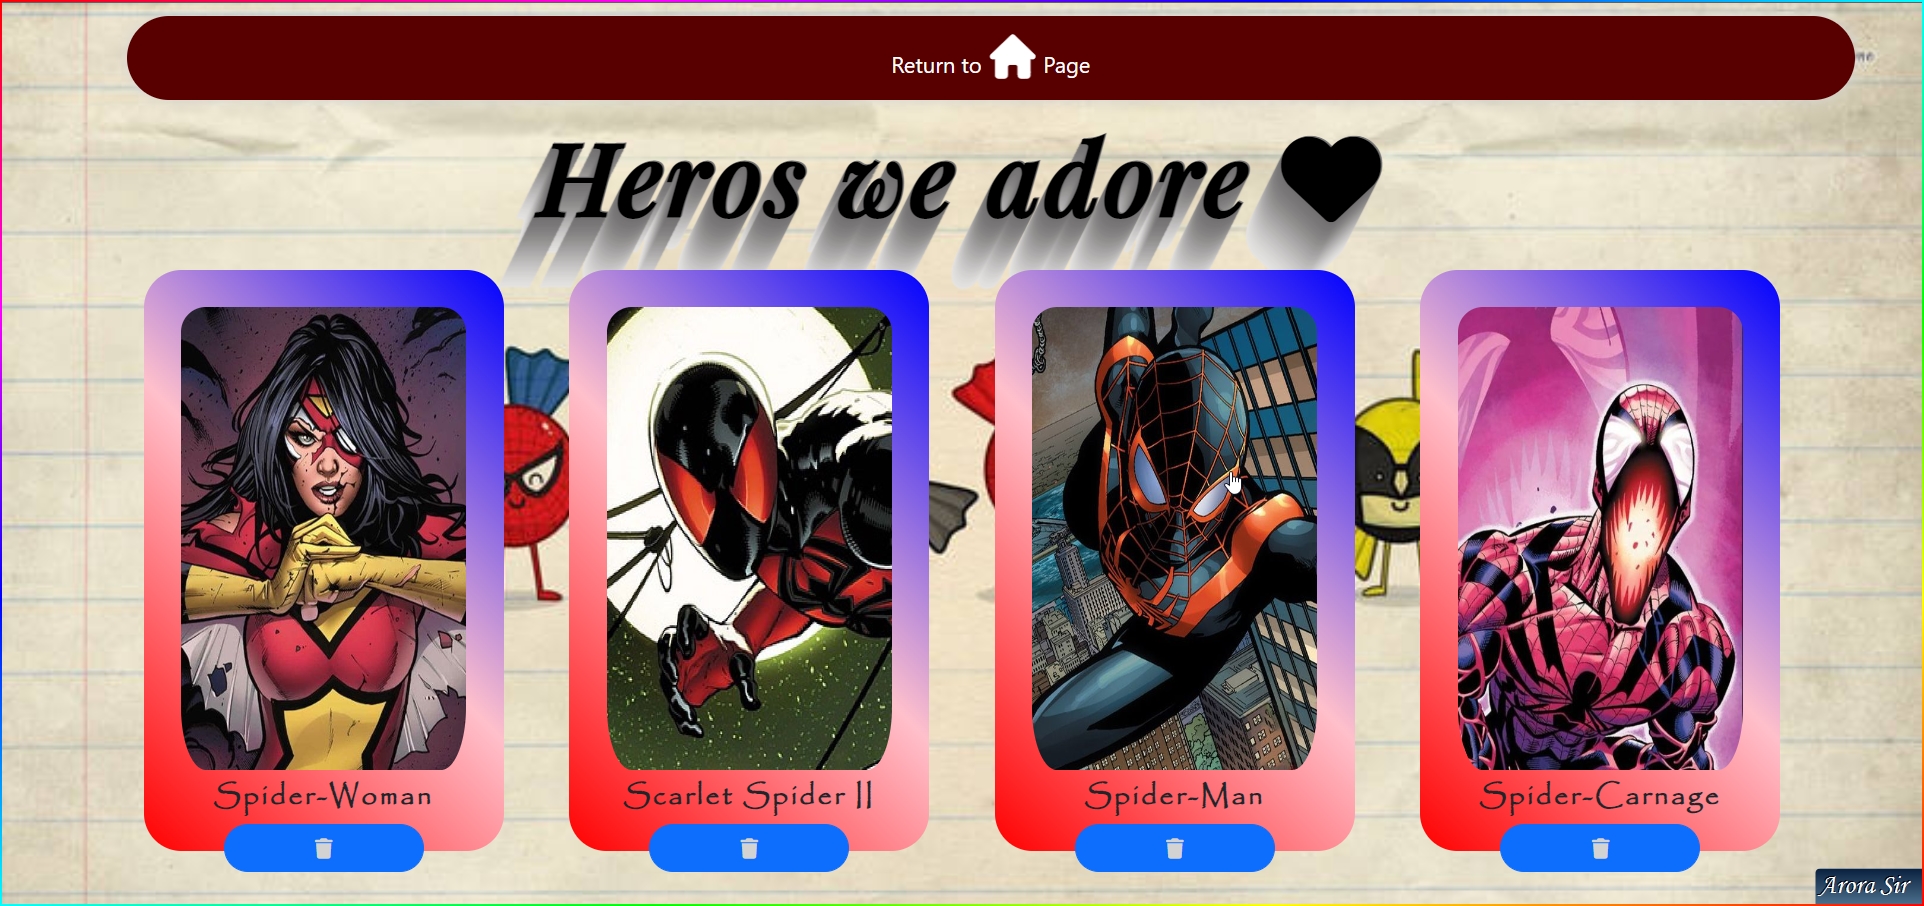 Return to Page
Heros we adore
Spider-Woman
Scarlet Spider II
Spider-Man
Spider-Carnage
Arora Sir